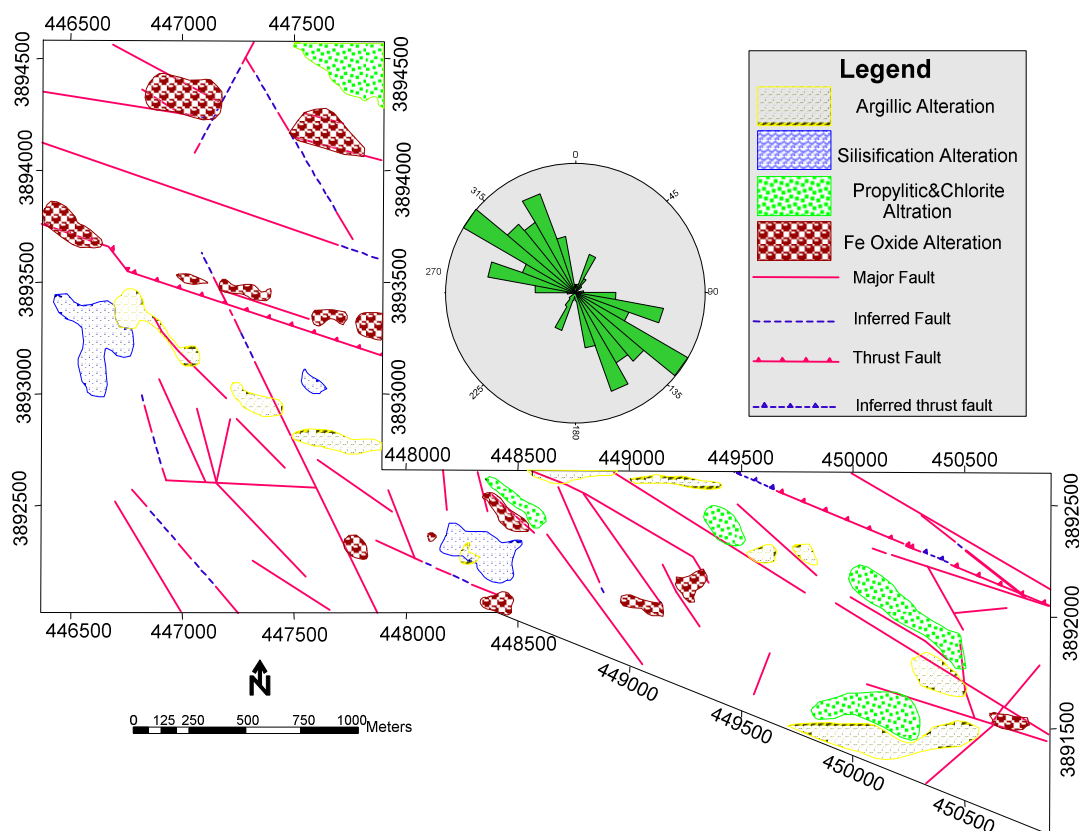 446500 447000 447500
3894500
3894000
3893500
3893000
3892500
3894500
3894000
3893500
3893000
0
45
90
135
180
225
270
315
Legend
Argillic Alteration
Silisification Alteration
Propylitic&Chlorite
Altration
Fe Oxide Alteration
Major Fault
Inferred Fault
Thrust Fault
Inferred thrust fault
448000 448500 449000 449500 450000 450500
3892500
3892000
3891500
446500 447000 447500 448000 448500
449000
449500
450000
450500
N
0 125 250 500 750 1000 Meters